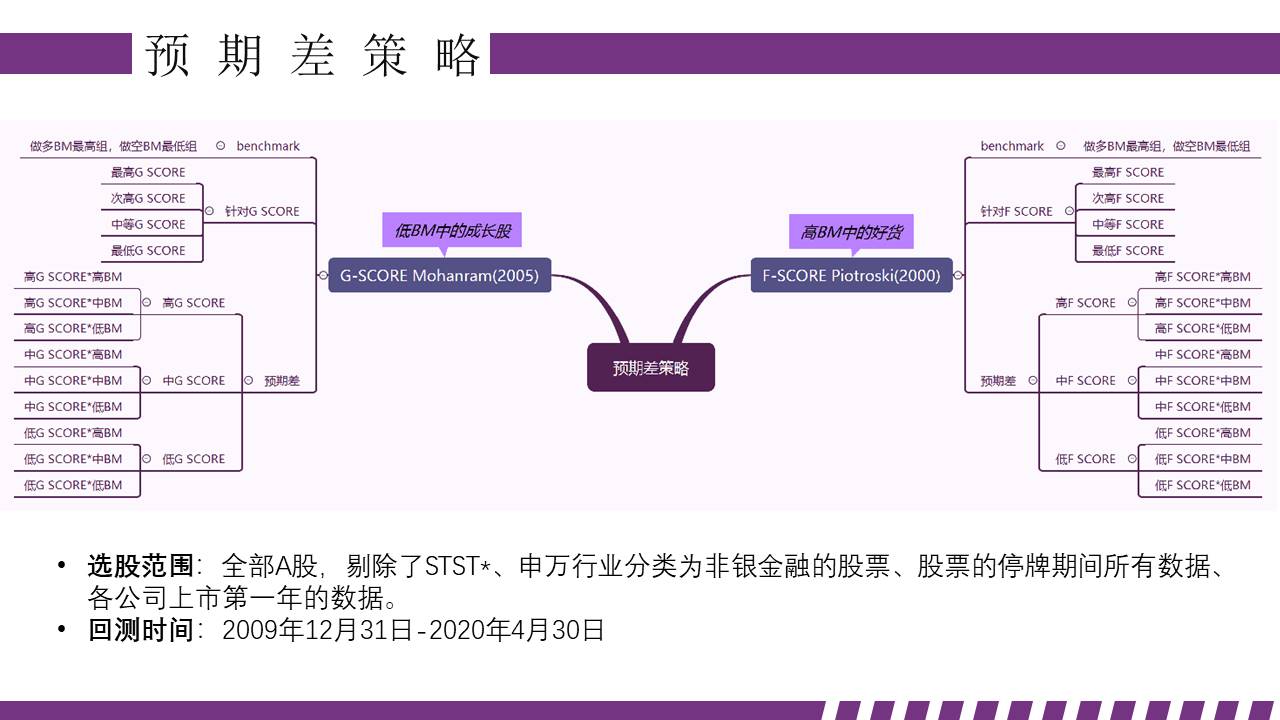 预期差策略
做多BM最高组，做空BM最低组
benchmark
最高G SCORE
次高G SCORE
中等G SCORE
最低G SCORE
针对G SCORE
高G SCORE*高BM
高G SCORE*中BM
高G SCORE*低BM
高G SCORE
中G SCORE*高BM
中G SCORE*中BM
中G SCORE*低BM
中G SCORE
低G SCORE*高BM
低G SCORE*中BM
低G SCORE*低BM
低G SCORE
预期差
低BM中的成长股
G-SCORE Mohanram(2005)
预期差策略
高BM中的好货
F-SCORE Piotroski(2000)
benchmark
做多BM最高组，做空BM最低组
针对F SCORE
最高F SCORE
次高F SCORE
中等F SCORE
最低F SCORE
预期差
高F SCORE
高F SCORE*高BM
高F SCORE*中BM
高F SCORE*低BM
中F SCORE
中F SCORE*高BM
中F SCORE*中BM
中F SCORE*低BM
低F SCORE
低F SCORE*高BM
低F SCORE*中BM
低F SCORE*低BM
• 选股范围：全部A股，剔除了STST*、申万行业分类为非银金融的股票、股票的停牌期间所有数据、
各公司上市第一年的数据。
• 回测时间：2009年12月31日-2020年4月30日